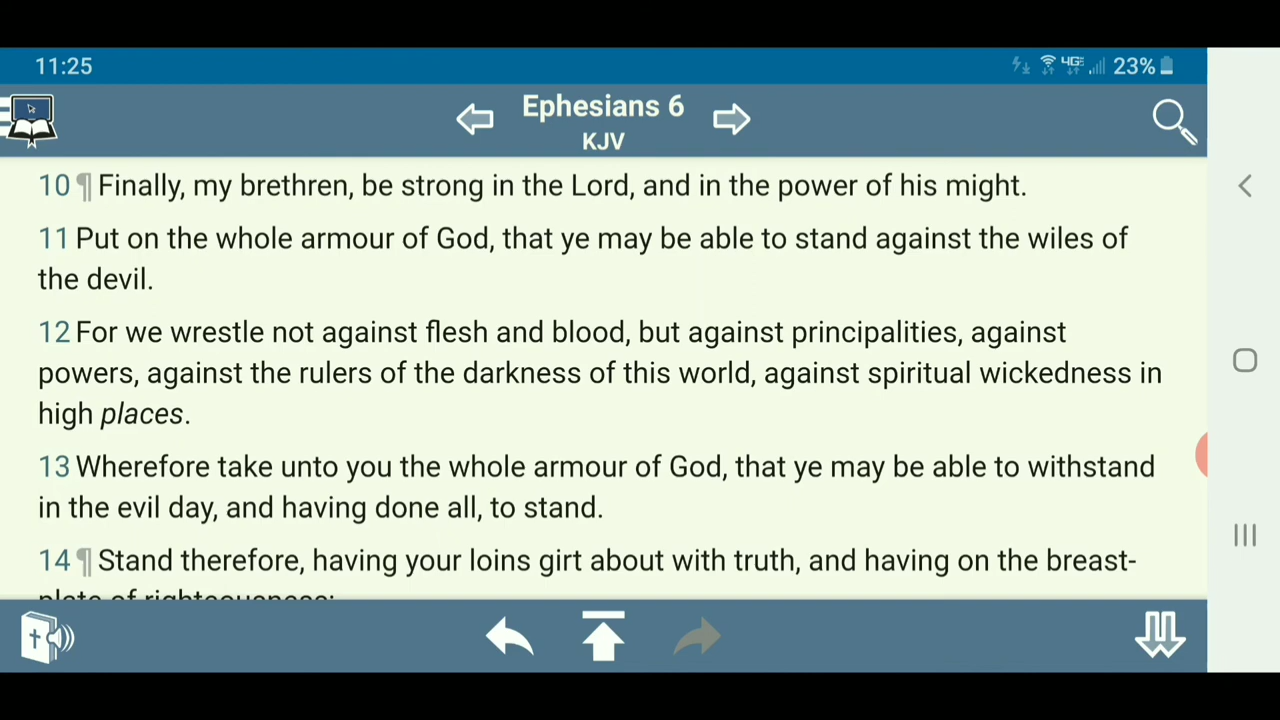 11:25 4G 23%
Ephesians 6
KJV
10 ¶ Finally, my brethren, be strong in the Lord, and in the power of his might.
11 Put on the whole armour of God, that ye may be able to stand against the wiles of
the devil.
12 For we wrestle not against flesh and blood, but against principalities, against
powers, against the rulers of the darkness of this world, against spiritual wickedness in
high places.
13 Wherefore take unto you the whole armour of God, that ye may be able to withstand
in the evil day, and having done all, to stand.
14 ¶ Stand therefore, having your loins girt about with truth, and having on the breast-
plate of righteousness;